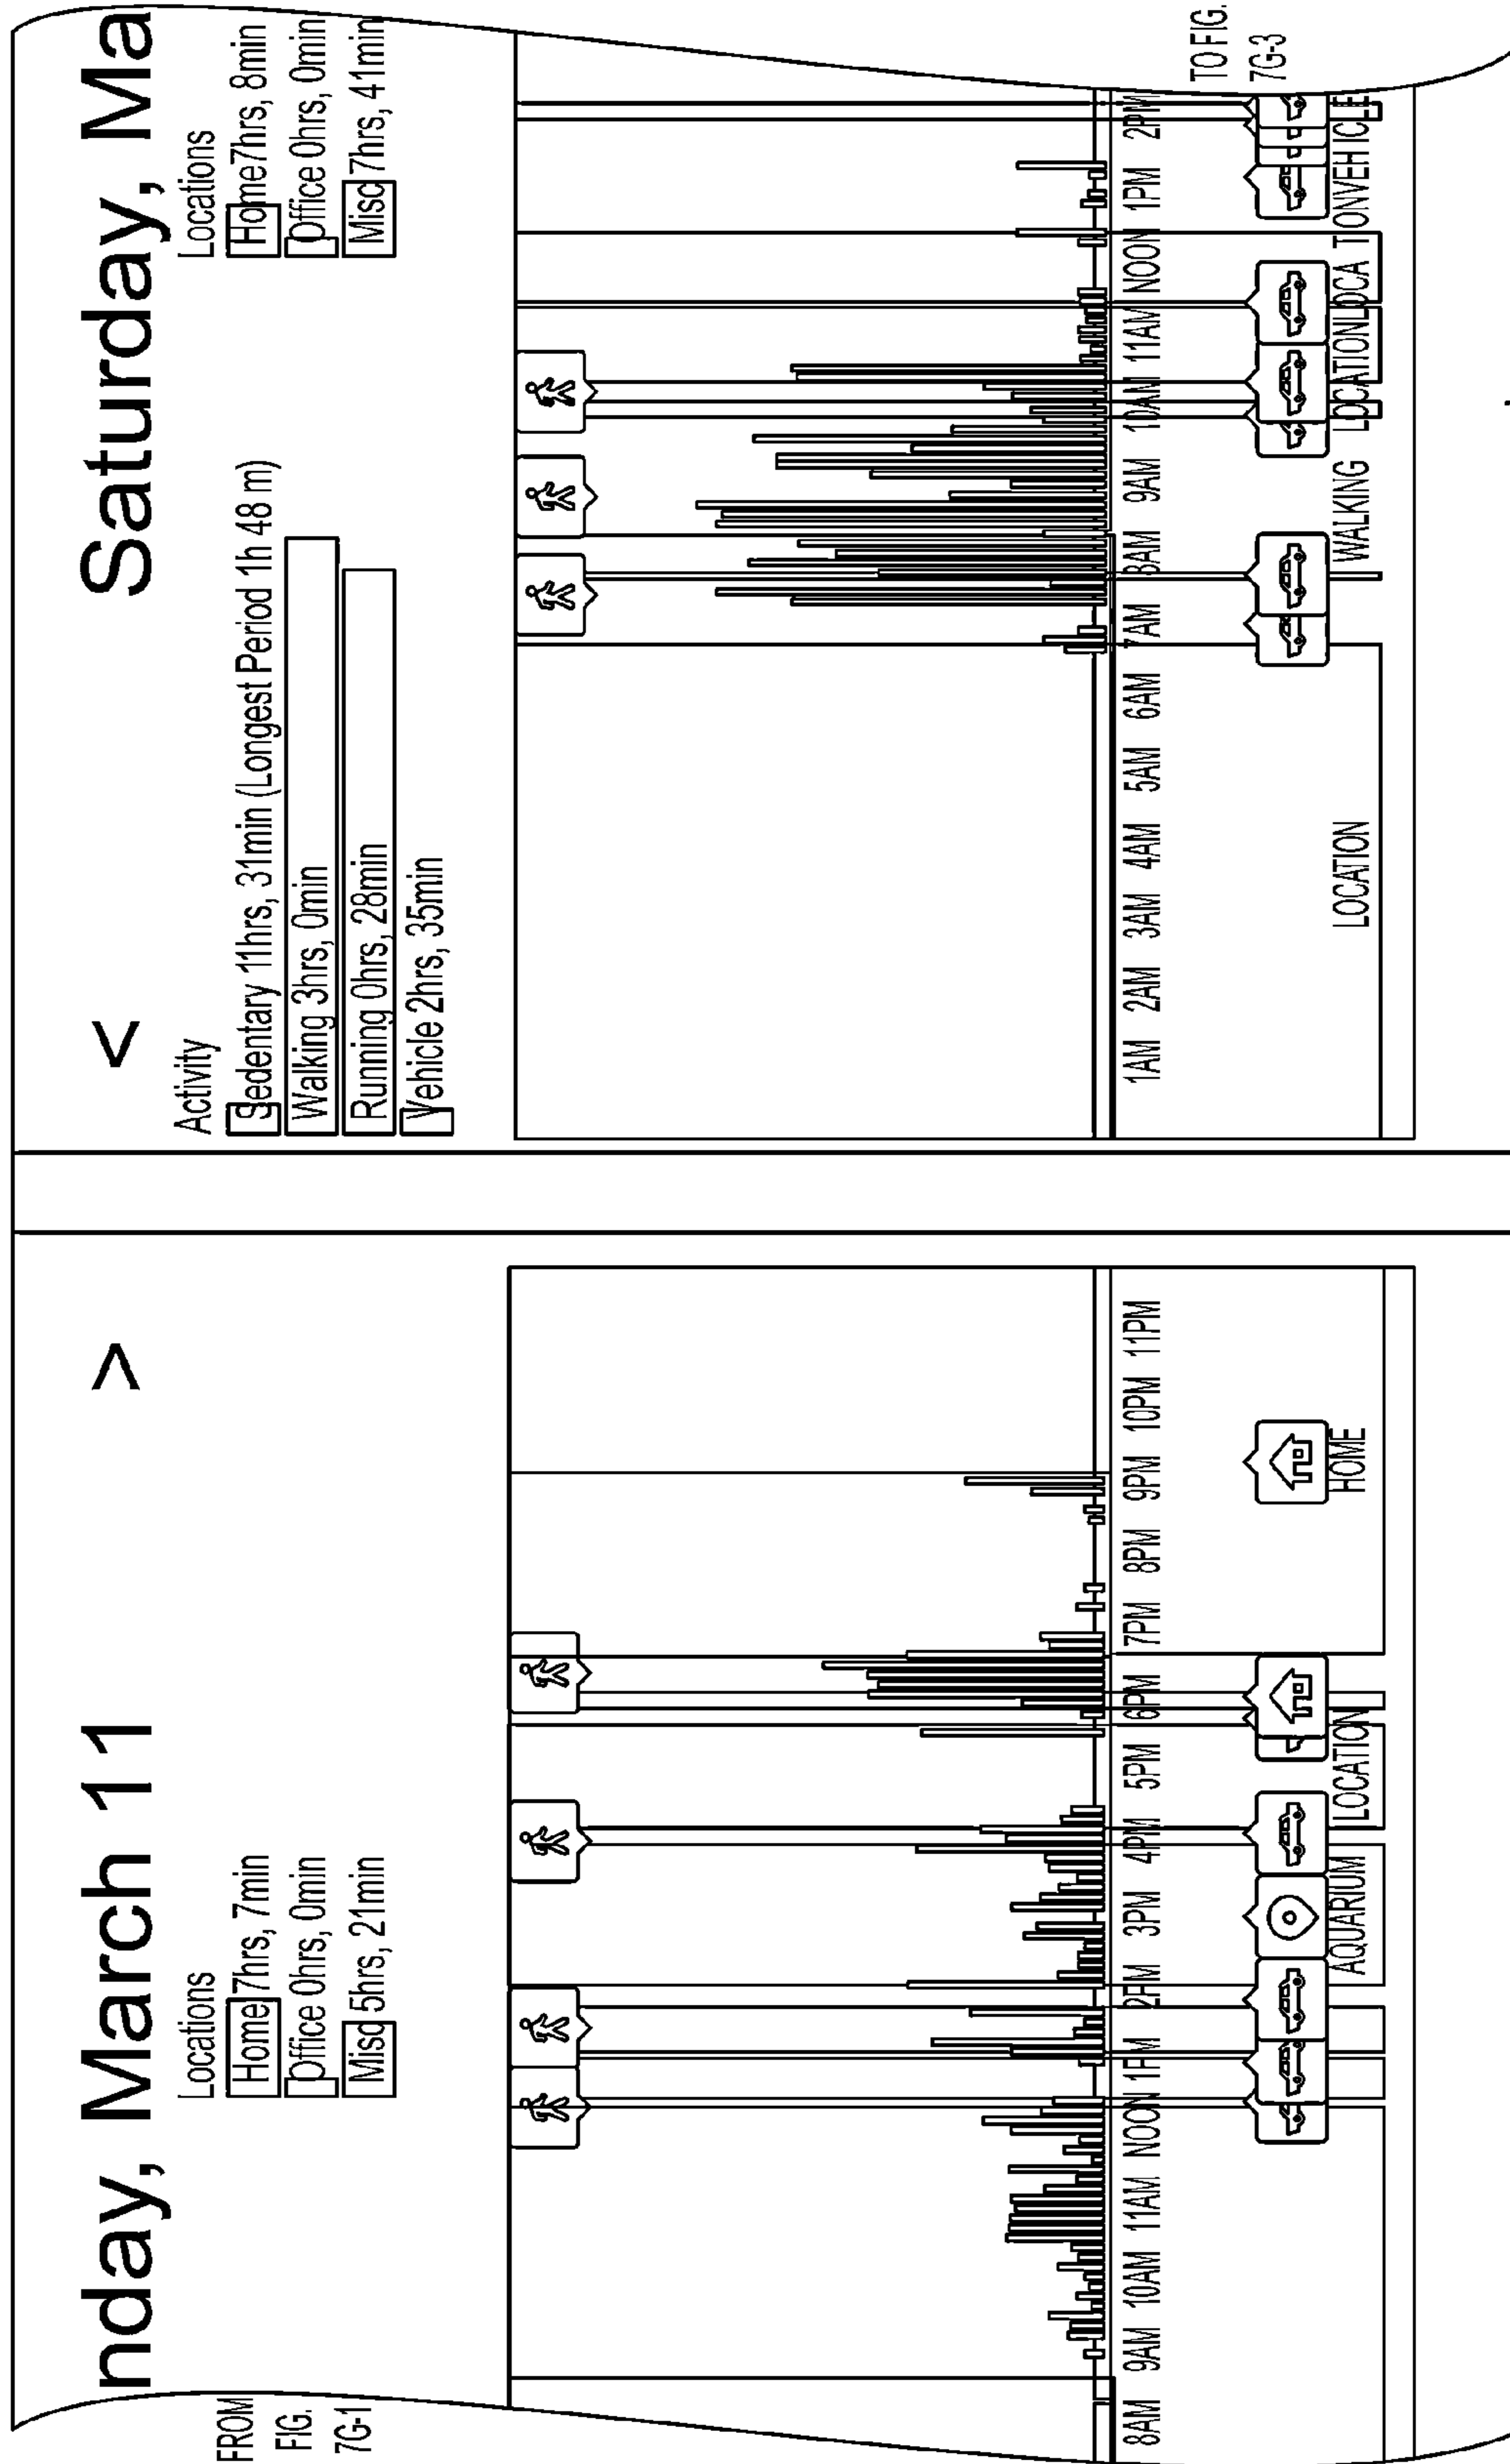 FROM
FIG.
7G-1
nday, March 11 >
Locations
Home 7hrs, 7min
Office 0hrs, 0min
Misc 5hrs, 21min
8AM 9AM 10AM 11AM NOON 1PM 2PM 3PM 4PM 5PM 6PM 7PM 8PM 9PM 10PM 11PM
AQUARIUM LOCATION HOME
< Saturday, Ma
Activity
Sedentary 11hrs, 31min (Longest Period 1h 48 m)
Walking 3hrs, 0min
Running 0hrs, 28min
Vehicle 2hrs, 35min
Locations
Home7hrs, 8min
Office 0hrs, 0min
Misc 7hrs, 41min
1AM 2AM 3AM 4AM 5AM 6AM 7AM 8AM 9AM 10AM 11AM NOON 1PM 2PM
LOCATION WALKING LOCATIONLOCA TONVEHICLE
TO FIG.
7G-3